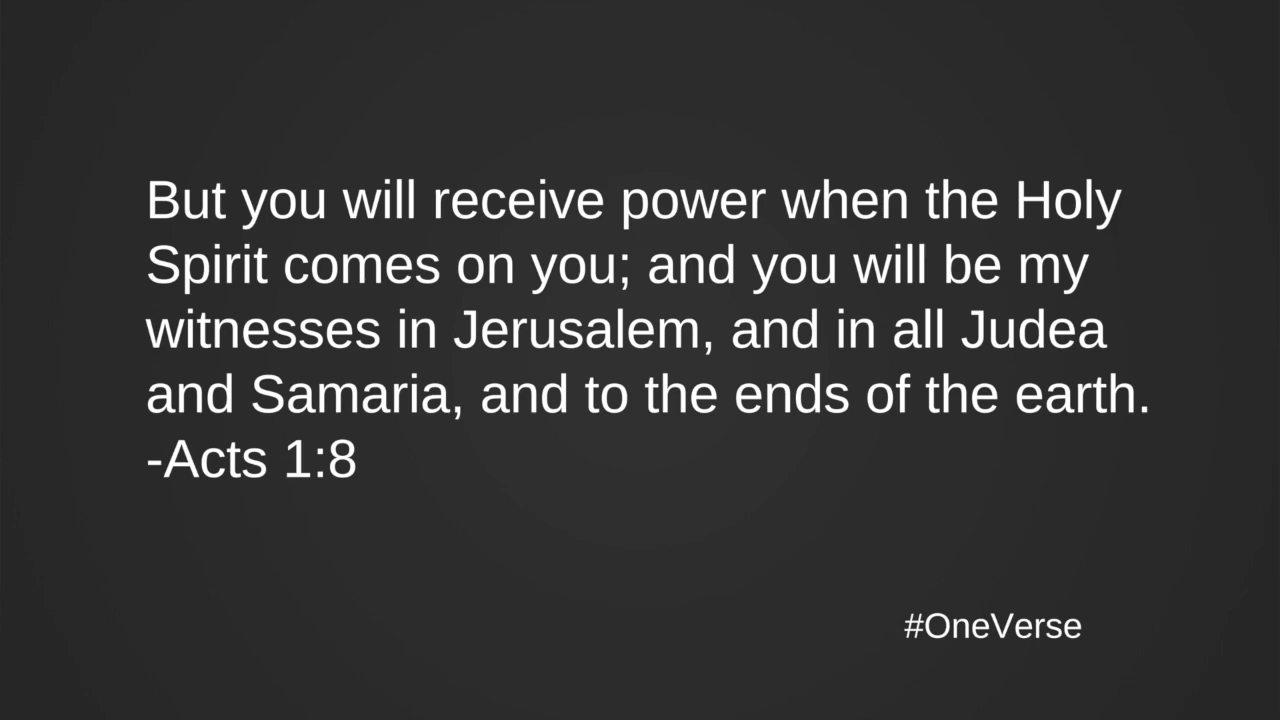 But you will receive power when the Holy
Spirit comes on you; and you will be my
witnesses in Jerusalem, and in all Judea
and Samaria, and to the ends of the earth.
-Acts 1:8
#OneVerse